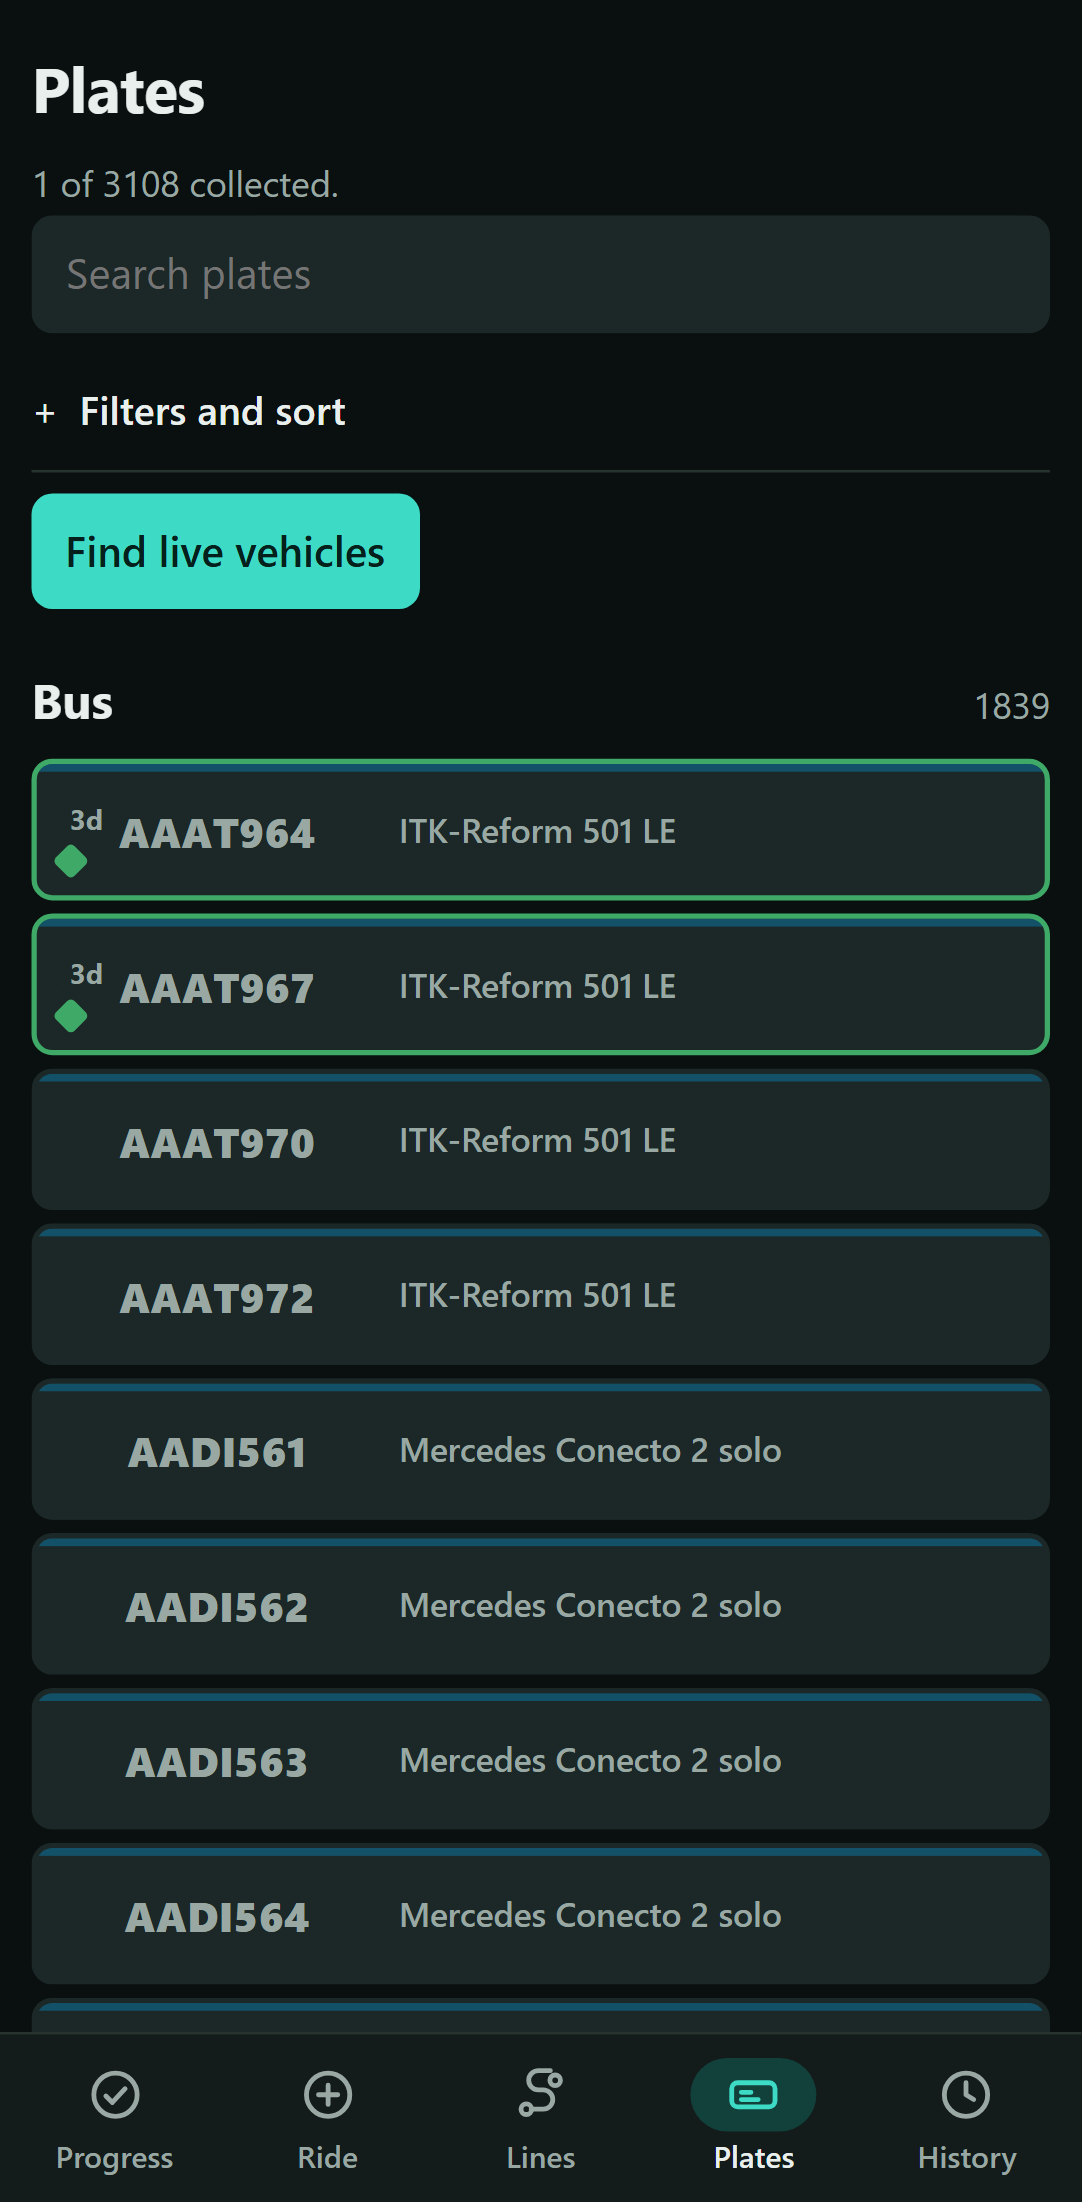 Plates
1 of 3108 collected.
Search plates
+ Filters and sort
Find live vehicles
Bus 1839
3d AAAT964 ITK-Reform 501 LE
3d AAAT967 ITK-Reform 501 LE
AAAT970 ITK-Reform 501 LE
AAAT972 ITK-Reform 501 LE
AADI561 Mercedes Conecto 2 solo
AADI562 Mercedes Conecto 2 solo
AADI563 Mercedes Conecto 2 solo
AADI564 Mercedes Conecto 2 solo
Progress Ride Lines Plates History